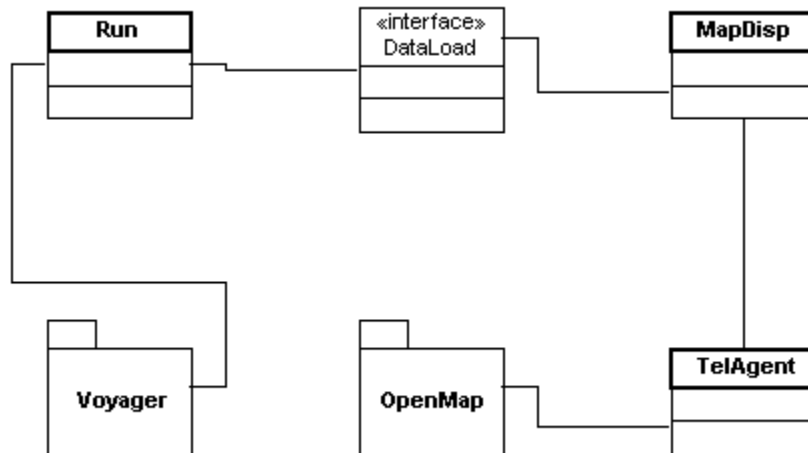 Run
«interface»
DataLoad
MapDisp
Voyager
OpenMap
TelAgent